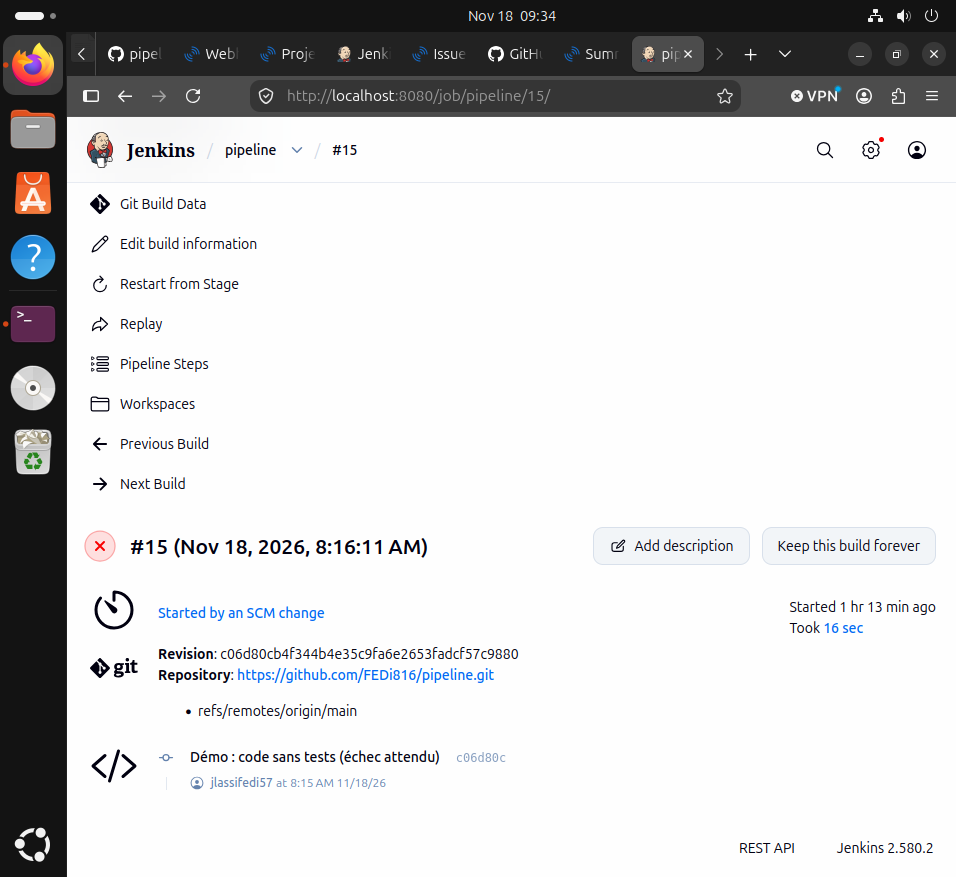 Nov 18 09:34
pipel
Webl
Proje
Jenk
Issue
GitHu
Sumr
pip
http://localhost:8080/job/pipeline/15/
VPN
Jenkins / pipeline / #15
Git Build Data
Edit build information
Restart from Stage
Replay
Pipeline Steps
Workspaces
Previous Build
Next Build
#15 (Nov 18, 2026, 8:16:11 AM)
Add description
Keep this build forever
Started by an SCM change
Started 1 hr 13 min ago
Took 16 sec
git
Revision: c06d80cb4f344b4e35c9fa6e2653fadcf57c9880
Repository: https://github.com/FEDi816/pipeline.git
• refs/remotes/origin/main
Démo : code sans tests (échec attendu) c06d80c
jlassifedi57 at 8:15 AM 11/18/26
REST API
Jenkins 2.580.2